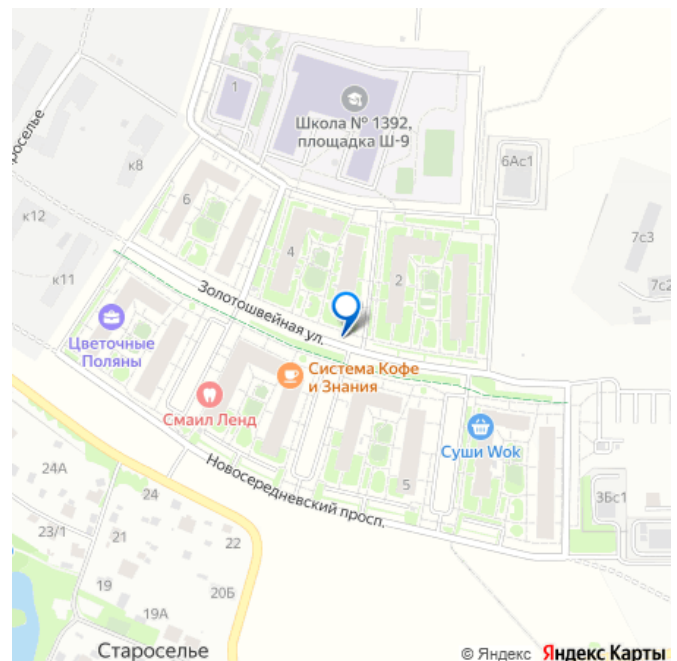 1
Школа № 1392,
площадка Ш-9
6Ас1
к8
6
к12
4
7с3
2
7с2
к11
Золотошвейная ул.
Цветочные
Поляны
Система Кофе
и Знания
Смаил Ленд
Суши Wok
Новосередневский просп.
5
24А
24
3Бс1
23/1
21
22
19
20Б
19А
Староселье
© Яндекс Яндекс Карты